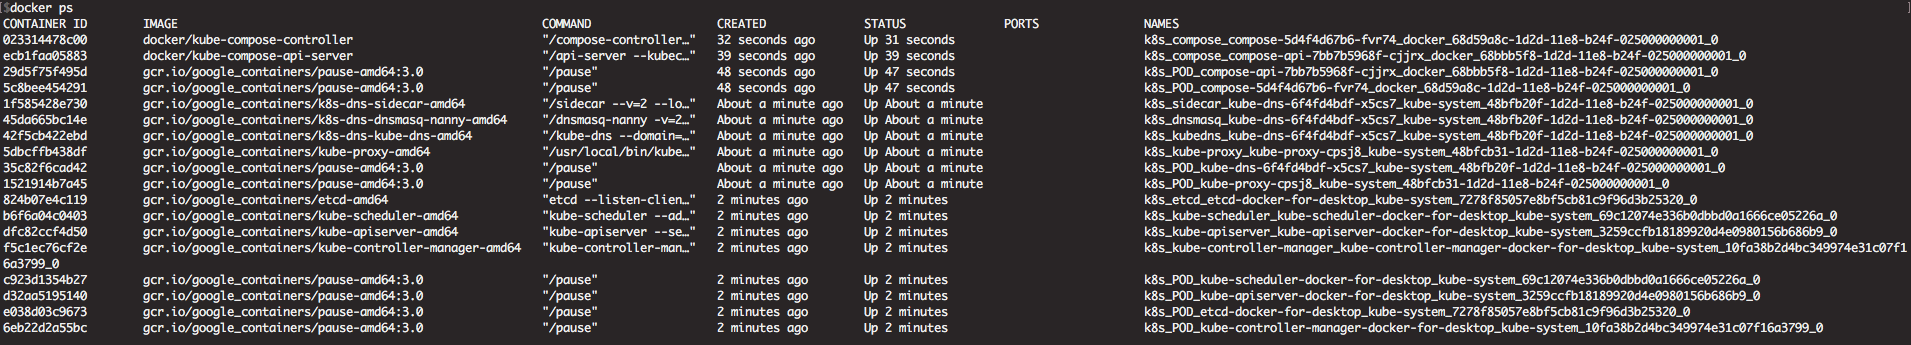 [$docker ps ]
CONTAINER ID IMAGE COMMAND CREATED STATUS PORTS NAMES
023314478c00 docker/kube-compose-controller "/compose-controller…" 32 seconds ago Up 31 seconds k8s_compose_compose-5d4f4d67b6-fvr74_docker_68d59a8c-1d2d-11e8-b24f-025000000001_0
ecb1faa05883 docker/kube-compose-api-server "/api-server --kubec…" 39 seconds ago Up 39 seconds k8s_compose_compose-api-7bb7b5968f-cjjrx_docker_68bbb5f8-1d2d-11e8-b24f-025000000001_0
29d5f75f495d gcr.io/google_containers/pause-amd64:3.0 "/pause" 48 seconds ago Up 47 seconds k8s_POD_compose-api-7bb7b5968f-cjjrx_docker_68bbb5f8-1d2d-11e8-b24f-025000000001_0
5c8bee454291 gcr.io/google_containers/pause-amd64:3.0 "/pause" 48 seconds ago Up 47 seconds k8s_POD_compose-5d4f4d67b6-fvr74_docker_68d59a8c-1d2d-11e8-b24f-025000000001_0
1f585428e730 gcr.io/google_containers/k8s-dns-sidecar-amd64 "/sidecar --v=2 --lo…" About a minute ago Up About a minute k8s_sidecar_kube-dns-6f4fd4bdf-x5cs7_kube-system_48bfb20f-1d2d-11e8-b24f-025000000001_0
45da665bc14e gcr.io/google_containers/k8s-dns-dnsmasq-nanny-amd64 "/dnsmasq-nanny -v=2…" About a minute ago Up About a minute k8s_dnsmasq_kube-dns-6f4fd4bdf-x5cs7_kube-system_48bfb20f-1d2d-11e8-b24f-025000000001_0
42f5cb422ebd gcr.io/google_containers/k8s-dns-kube-dns-amd64 "/kube-dns --domain=…" About a minute ago Up About a minute k8s_kubedns_kube-dns-6f4fd4bdf-x5cs7_kube-system_48bfb20f-1d2d-11e8-b24f-025000000001_0
5dbcffb438df gcr.io/google_containers/kube-proxy-amd64 "/usr/local/bin/kube…" About a minute ago Up About a minute k8s_kube-proxy_kube-proxy-cpsj8_kube-system_48bfcb31-1d2d-11e8-b24f-025000000001_0
35c82f6cad42 gcr.io/google_containers/pause-amd64:3.0 "/pause" About a minute ago Up About a minute k8s_POD_kube-dns-6f4fd4bdf-x5cs7_kube-system_48bfb20f-1d2d-11e8-b24f-025000000001_0
1521914b7a45 gcr.io/google_containers/pause-amd64:3.0 "/pause" About a minute ago Up About a minute k8s_POD_kube-proxy-cpsj8_kube-system_48bfcb31-1d2d-11e8-b24f-025000000001_0
824b07e4c119 gcr.io/google_containers/etcd-amd64 "etcd --listen-clien…" 2 minutes ago Up 2 minutes k8s_etcd_etcd-docker-for-desktop_kube-system_7278f85057e8bf5cb81c9f96d3b25320_0
b6f6a04c0403 gcr.io/google_containers/kube-scheduler-amd64 "kube-scheduler --ad…" 2 minutes ago Up 2 minutes k8s_kube-scheduler_kube-scheduler-docker-for-desktop_kube-system_69c12074e336b0dbbd0a1666ce05226a_0
dfc82ccf4d50 gcr.io/google_containers/kube-apiserver-amd64 "kube-apiserver --se…" 2 minutes ago Up 2 minutes k8s_kube-apiserver_kube-apiserver-docker-for-desktop_kube-system_3259ccfb18189920d4e0980156b686b9_0
f5c1ec76cf2e gcr.io/google_containers/kube-controller-manager-amd64 "kube-controller-man…" 2 minutes ago Up 2 minutes k8s_kube-controller-manager_kube-controller-manager-docker-for-desktop_kube-system_10fa38b2d4bc349974e31c07f1
6a3799_0
c923d1354b27 gcr.io/google_containers/pause-amd64:3.0 "/pause" 2 minutes ago Up 2 minutes k8s_POD_kube-scheduler-docker-for-desktop_kube-system_69c12074e336b0dbbd0a1666ce05226a_0
d32aa5195140 gcr.io/google_containers/pause-amd64:3.0 "/pause" 2 minutes ago Up 2 minutes k8s_POD_kube-apiserver-docker-for-desktop_kube-system_3259ccfb18189920d4e0980156b686b9_0
e038d03c9673 gcr.io/google_containers/pause-amd64:3.0 "/pause" 2 minutes ago Up 2 minutes k8s_POD_etcd-docker-for-desktop_kube-system_7278f85057e8bf5cb81c9f96d3b25320_0
6eb22d2a55bc gcr.io/google_containers/pause-amd64:3.0 "/pause" 2 minutes ago Up 2 minutes k8s_POD_kube-controller-manager-docker-for-desktop_kube-system_10fa38b2d4bc349974e31c07f16a3799_0